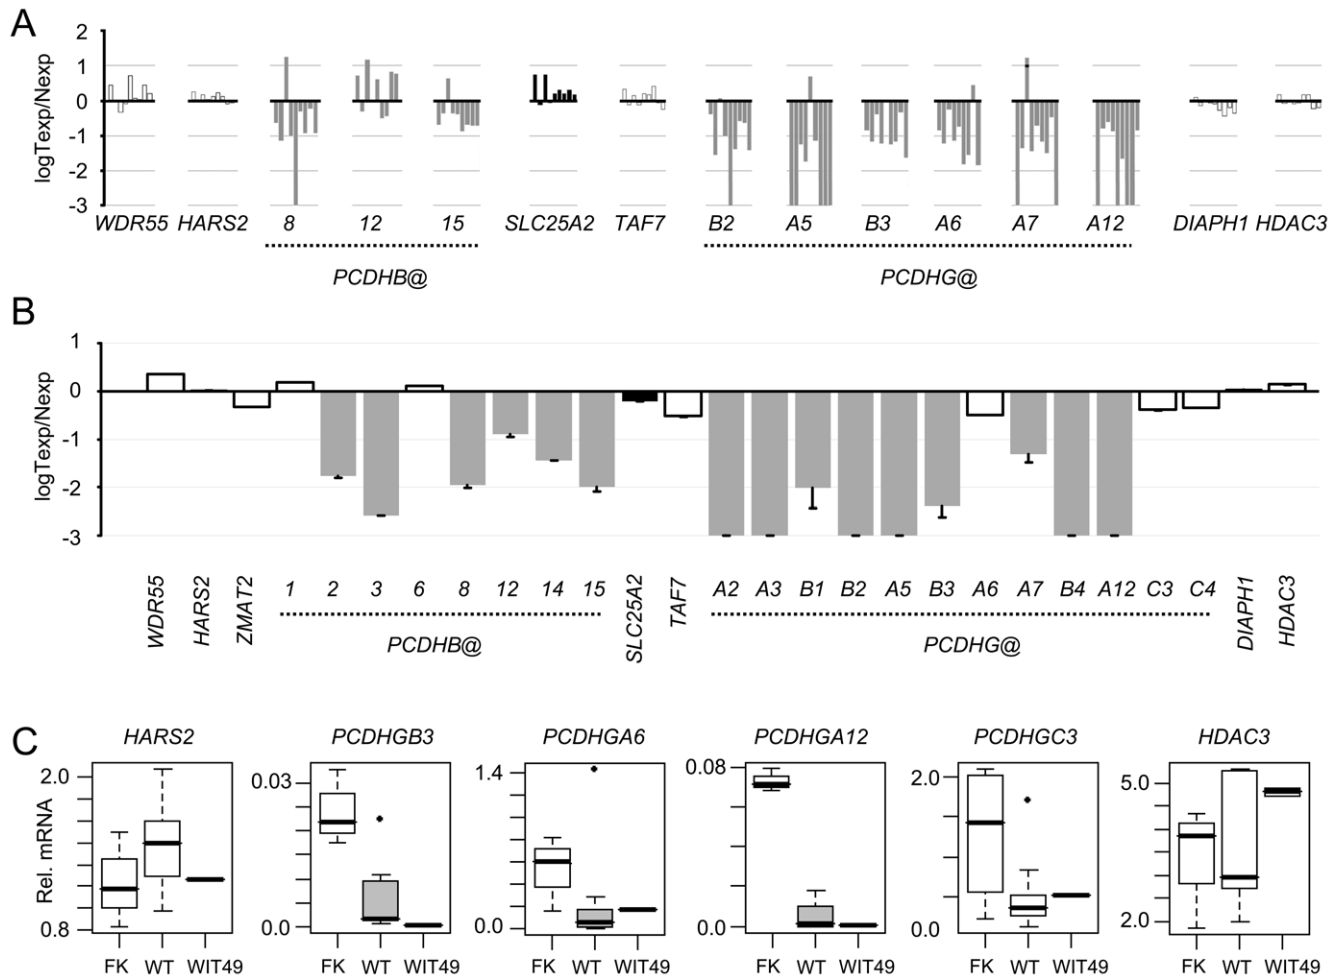 A
logTexp/Nexp
2
1
0
-1
-2
-3
WDR55 HARS2 8 12 15 SLC25A2 TAF7 B2 A5 B3 A6 A7 A12 DIAPH1 HDAC3
PCDHB@ PCDHG@
B
logTexp/Nexp
1
0
-1
-2
-3
WDR55 HARS2 ZMAT2 1 2 3 6 8 12 14 15 SLC25A2 TAF7 A2 A3 B1 B2 A5 B3 A6 A7 B4 A12 C3 C4 DIAPH1 HDAC3
PCDHB@ PCDHG@
C
HARS2 PCDHGB3 PCDHGA6 PCDHGA12 PCDHGC3 HDAC3
Rel. mRNA
2.0 0.03 1.4 0.08 2.0 5.0
0.8 0.0 0.0 0.0 0.0 2.0
FK WT WIT49 FK WT WIT49 FK WT WIT49 FK WT WIT49 FK WT WIT49 FK WT WIT49